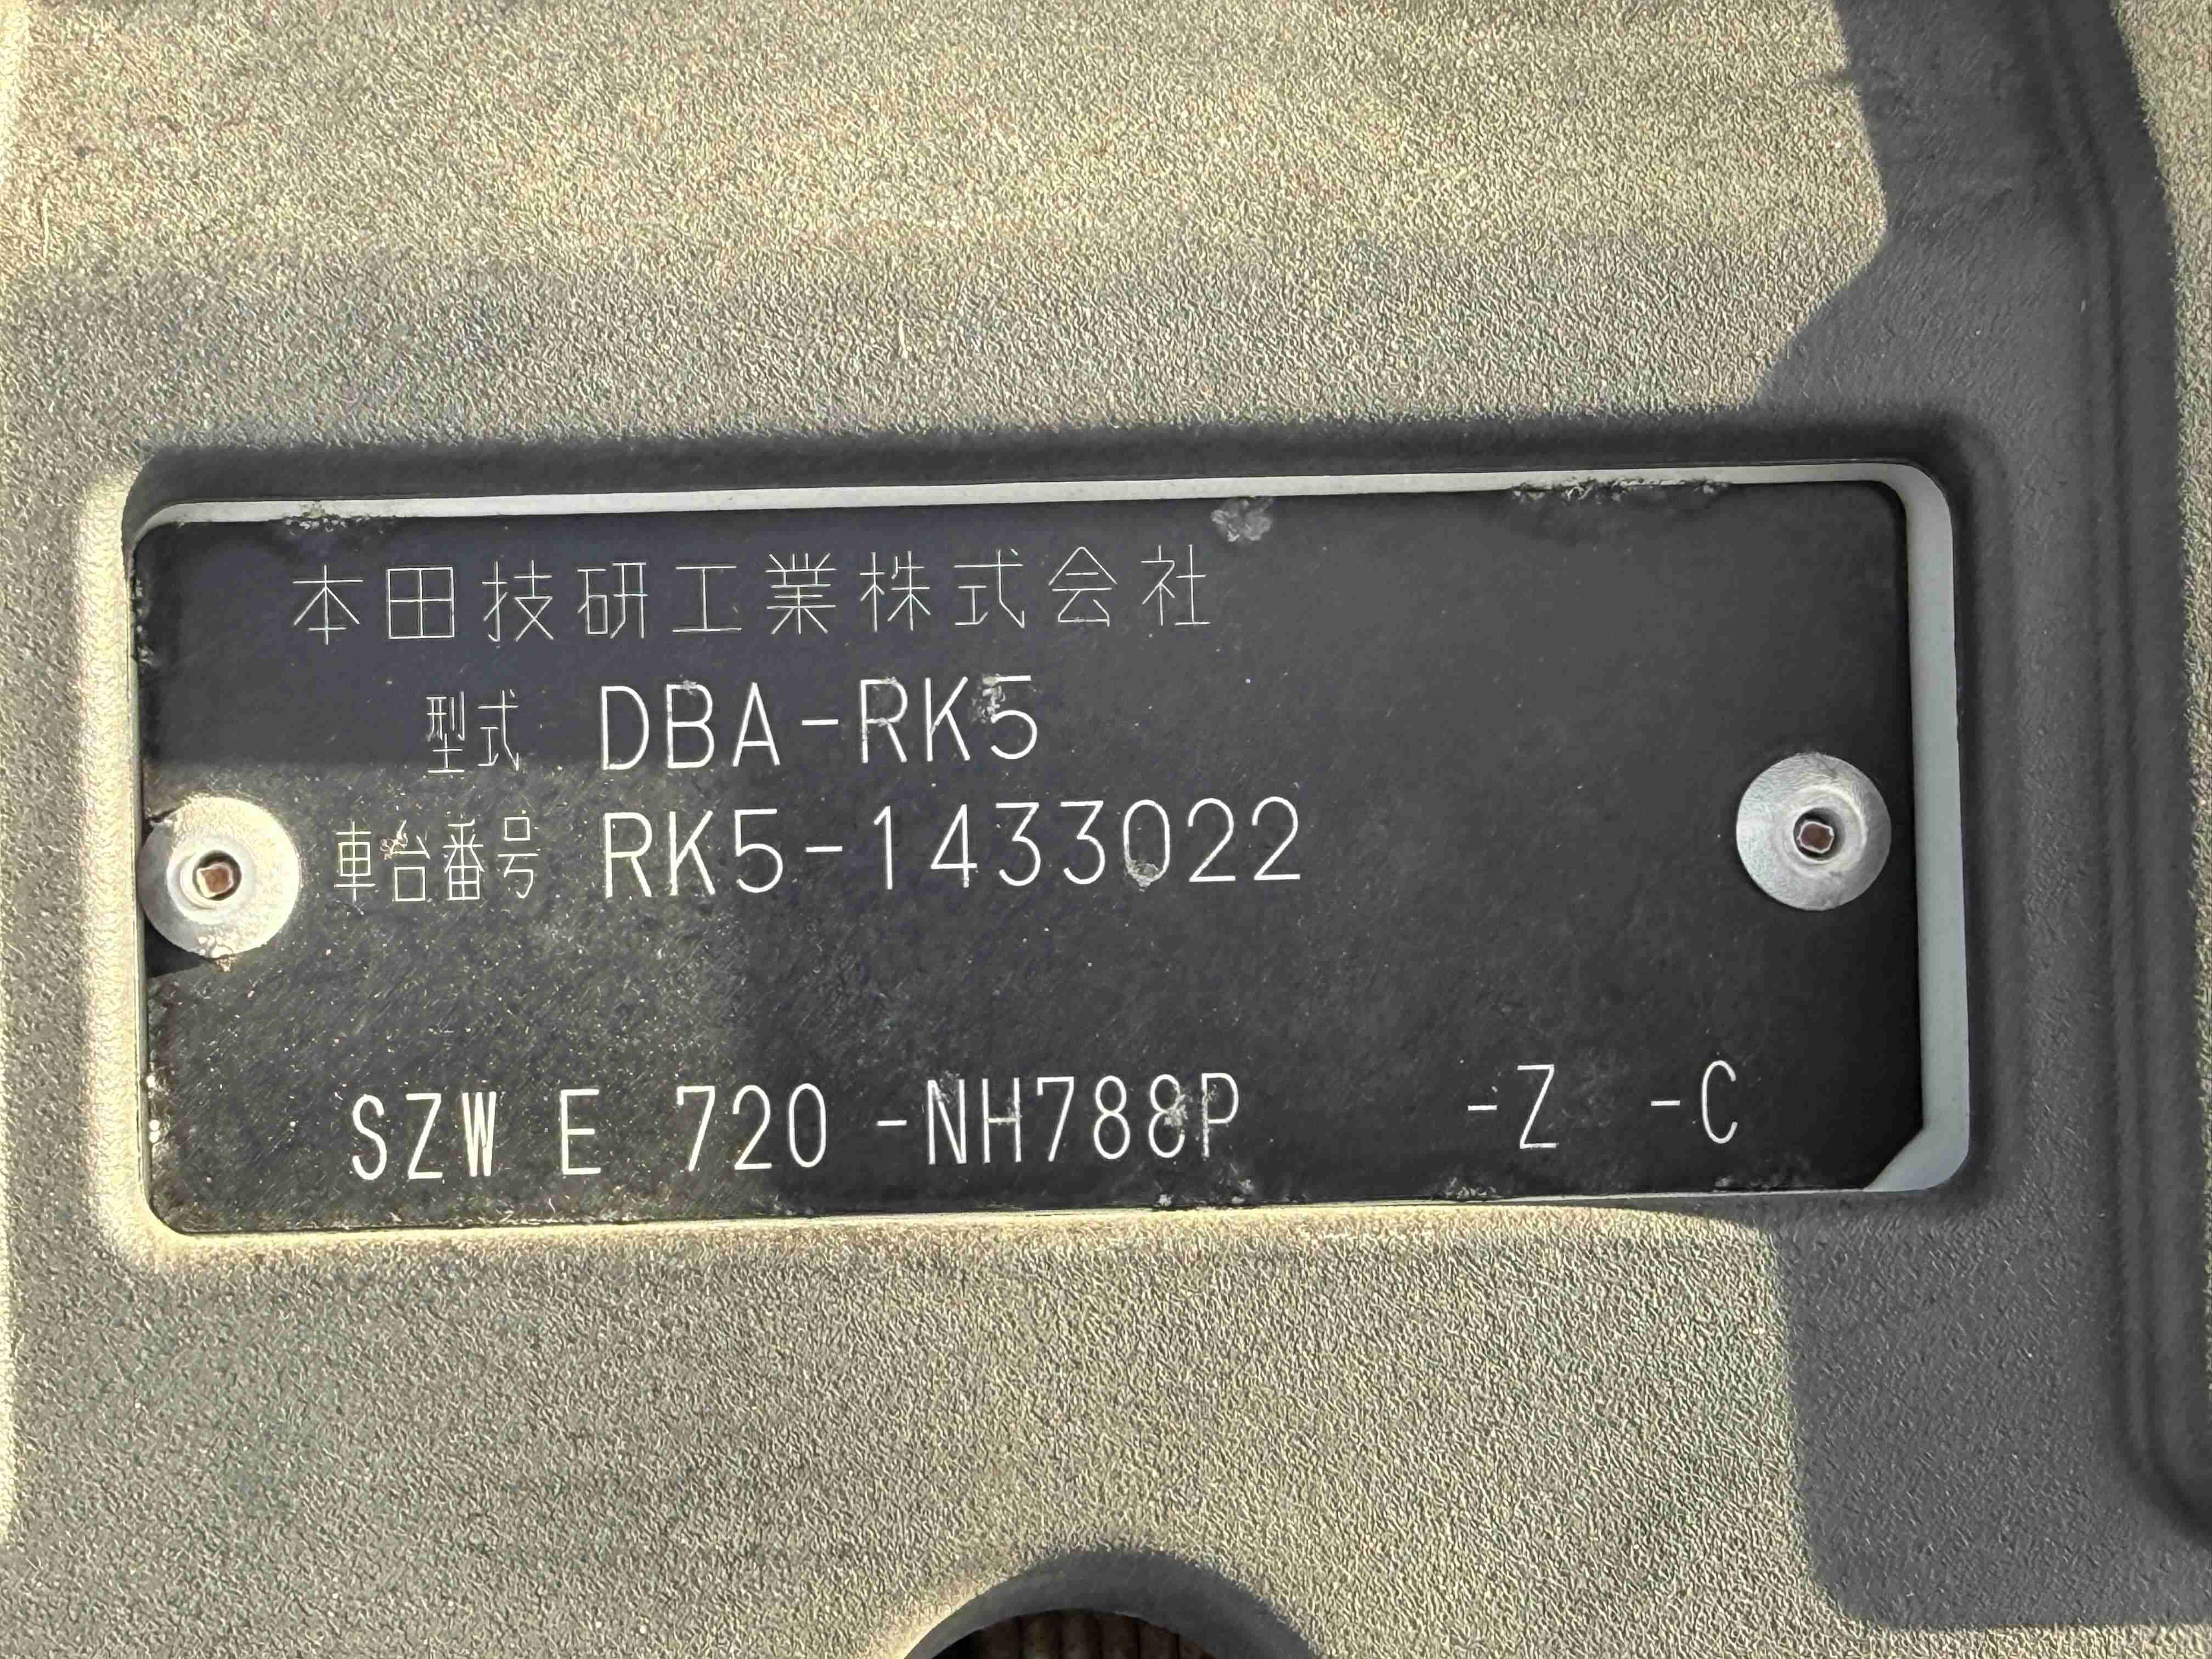 本田技研工業株式会社
型式 DBA-RK5
車台番号 RK5-1433022
SZW E 720 -NH788P -Z -C